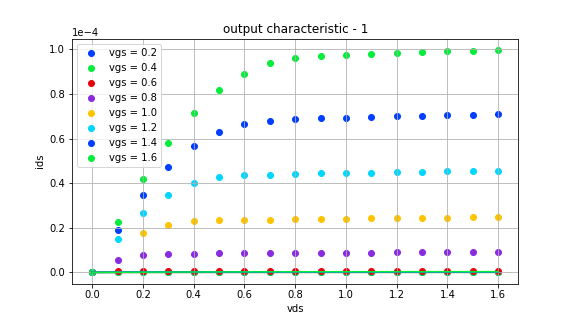 output characteristic - 1
1e−4
vgs = 0.2
vgs = 0.4
vgs = 0.6
vgs = 0.8
vgs = 1.0
vgs = 1.2
vgs = 1.4
vgs = 1.6
1.0
0.8
0.6
0.4
0.2
0.0
ids
0.0 0.2 0.4 0.6 0.8 1.0 1.2 1.4 1.6
vds